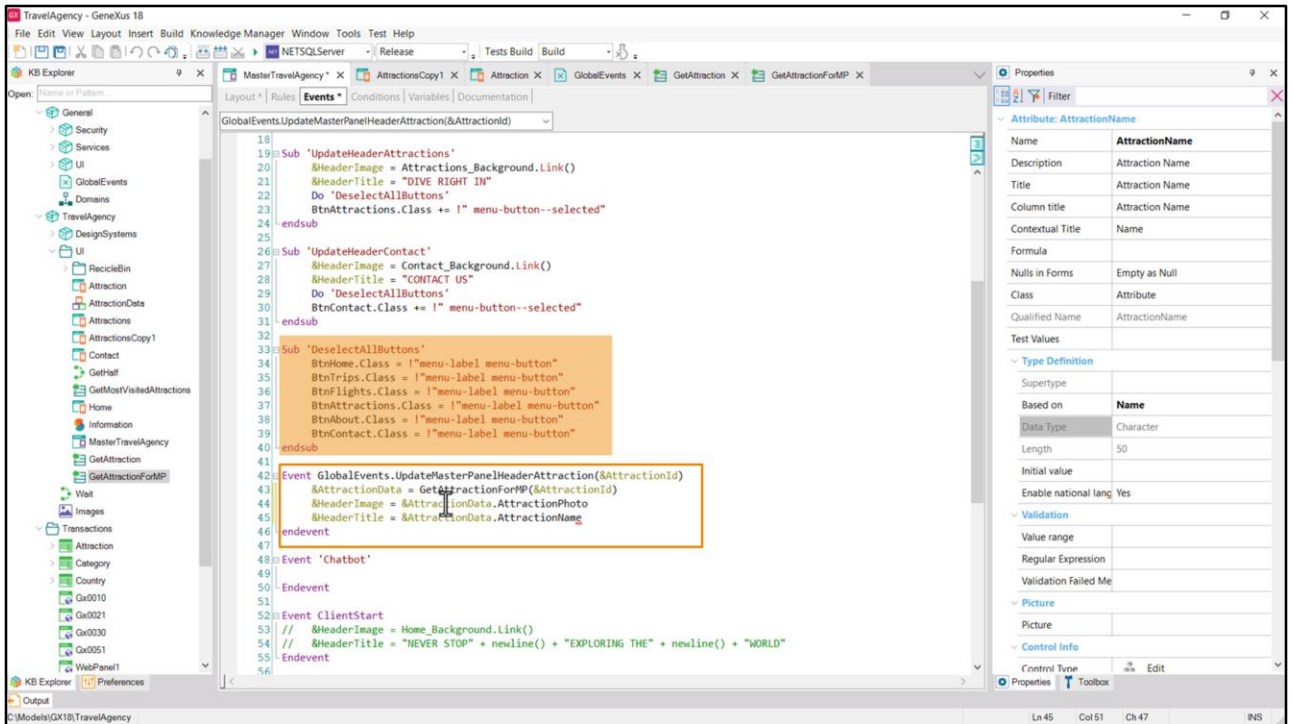 GX TravelAgency - GeneXus 18
File Edit View Layout Insert Build Knowledge Manager Window Tools Test Help
NETSQLServer Release Tests Build Build
KB Explorer
MasterTravelAgency * X AttractionsCopy1 X Attraction X GlobalEvents X GetAttraction X GetAttractionForMP X
Properties
Open: Name or Pattern...
Layout * | Rules | Events * | Conditions | Variables | Documentation |
Filter
GlobalEvents.UpdateMasterPanelHeaderAttraction(&AttractionId)
General
Security
Services
UI
GlobalEvents
Domains
TravelAgency
DesignSystems
UI
RecicleBin
Attraction
AttractionData
Attractions
AttractionsCopy1
Contact
GetHalf
GetMostVisitedAttractions
Home
Information
MasterTravelAgency
GetAttraction
GetAttractionForMP
Wait
Images
Transactions
Attraction
Category
Country
Gx0010
Gx0021
Gx0030
Gx0051
WebPanel1
18
19 Sub 'UpdateHeaderAttractions'
20 &HeaderImage = Attractions_Background.Link()
21 &HeaderTitle = "DIVE RIGHT IN"
22 Do 'DeselectAllButtons'
23 BtnAttractions.Class += !" menu-button--selected"
24 endsub
25
26 Sub 'UpdateHeaderContact'
27 &HeaderImage = Contact_Background.Link()
28 &HeaderTitle = "CONTACT US"
29 Do 'DeselectAllButtons'
30 BtnContact.Class += !" menu-button--selected"
31 endsub
32
33 Sub 'DeselectAllButtons'
34 BtnHome.Class = !"menu-label menu-button"
35 BtnTrips.Class = !"menu-label menu-button"
36 BtnFlights.Class = !"menu-label menu-button"
37 BtnAttractions.Class = !"menu-label menu-button"
38 BtnAbout.Class = !"menu-label menu-button"
39 BtnContact.Class = !"menu-label menu-button"
40 endsub
41
42 Event GlobalEvents.UpdateMasterPanelHeaderAttraction(&AttractionId)
43 &AttractionData = GetAttractionForMP(&AttractionId)
44 &HeaderImage = &AttractionData.AttractionPhoto
45 &HeaderTitle = &AttractionData.AttractionName
46 endevent
47
48 Event 'Chatbot'
49
50 Endevent
51
52 Event ClientStart
53 // &HeaderImage = Home_Background.Link()
54 // &HeaderTitle = "NEVER STOP" + newline() + "EXPLORING THE" + newline() + "WORLD"
55 Endevent
56
Attribute: AttractionName
Name AttractionName
Description Attraction Name
Title Attraction Name
Column title Attraction Name
Contextual Title Name
Formula
Nulls in Forms Empty as Null
Class Attribute
Qualified Name AttractionName
Test Values
Type Definition
Supertype
Based on Name
Data Type Character
Length 50
Initial value
Enable national lang Yes
Validation
Value range
Regular Expression
Validation Failed Me
Picture
Picture
Control Info
Control Type Edit
KB Explorer Preferences
Properties Toolbox
Output
C:\Models\GX18\TravelAgency
Ln 45 Col 51 Ch 47 INS